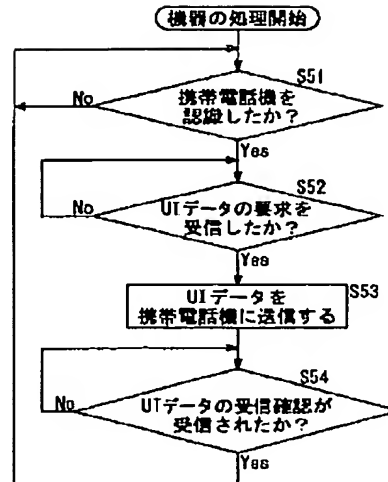 機器の処理開始
S51
携帯電話機を
認識したか?
No
Yes
S52
UIデータの要求を
受信したか?
No
Yes
S53
UIデータを
携帯電話機に送信する
S54
UIデータの受信確認が
受信されたか?
No
Yes